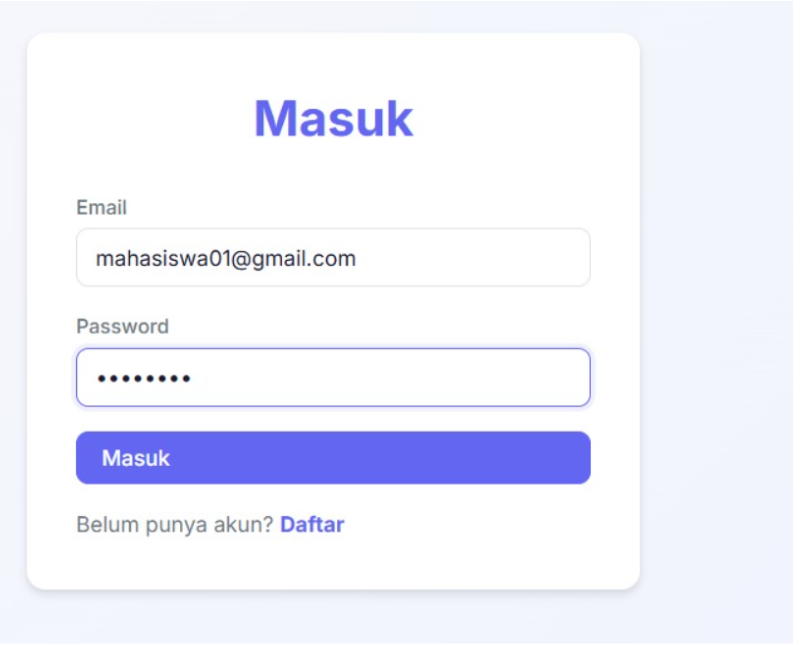 Masuk
Email
mahasiswa01@gmail.com
Password
••••••••
Masuk
Belum punya akun? Daftar